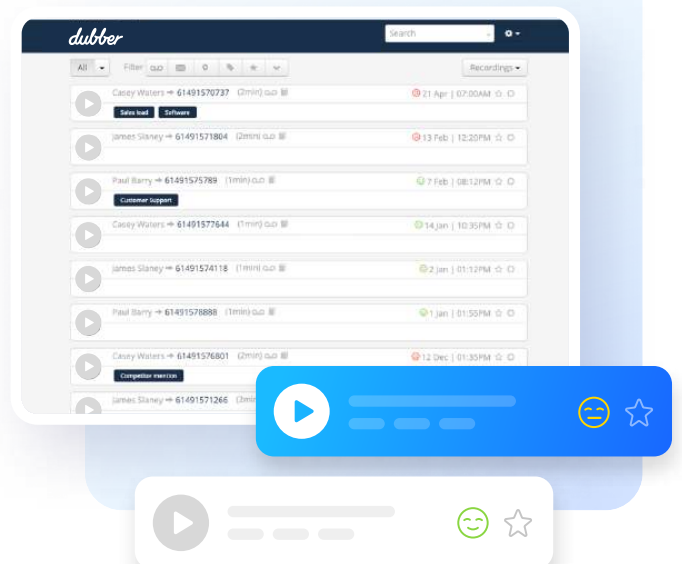 dubber
Search
All Filter Recordings
Casey Waters → 61491570737 (2min) 21 Apr | 07:00AM
Sales lead Software
James Slaney → 61491571804 (2min) 13 Feb | 12:20PM
Paul Barry → 61491575789 (1min) 7 Feb | 08:12PM
Customer Support
Casey Waters → 61491577644 (1min) 14 Jan | 10:35PM
James Slaney → 61491574118 (1min) 2 Jan | 01:12PM
Paul Barry → 61491578888 (1min) 1 Jan | 01:55PM
Casey Waters → 61491576801 (2min) 12 Dec | 01:35PM
Competitor mention
James Slaney → 61491571266